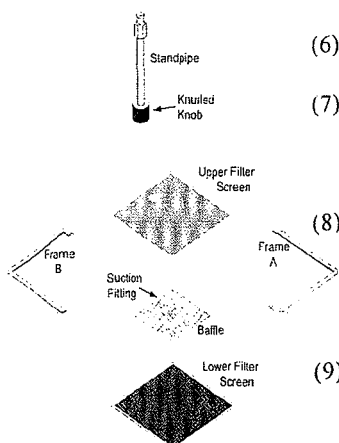 (6)
Standpipe
(7)
Knurled
Knob
Upper Filter
Screen
(8)
Frame
B
Frame
A
Suction
Fitting
Baffle
Lower Filter
Screen
(9)